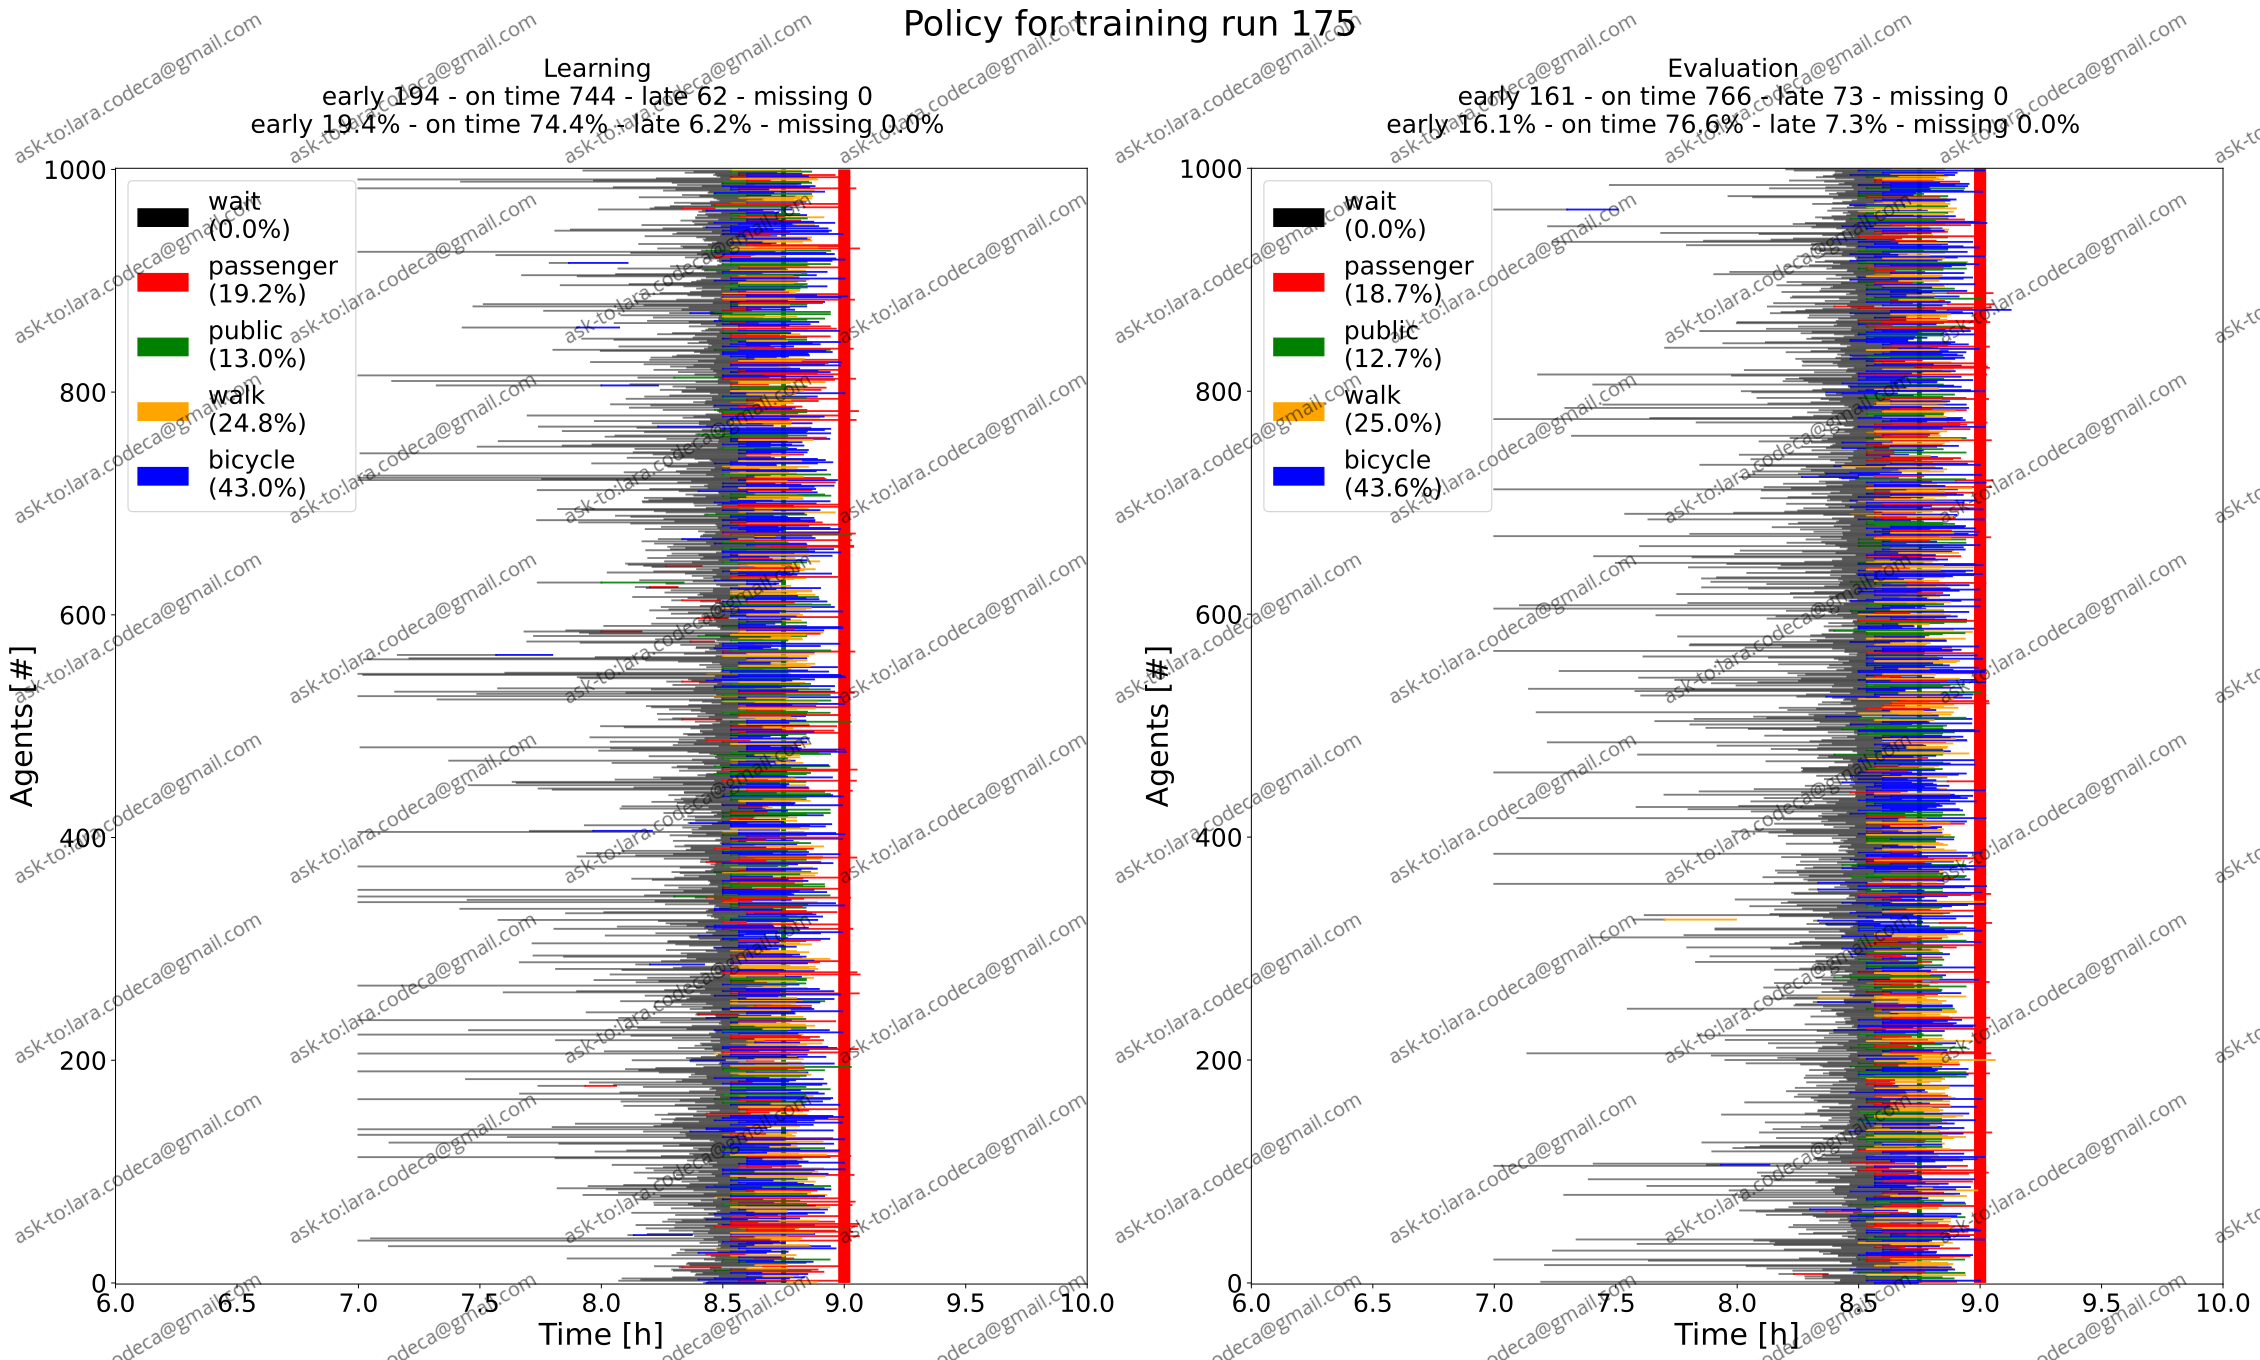 Policy for training run 175
Learning
early 194 - on time 744 - late 62 - missing 0
early 19.4% - on time 74.4% - late 6.2% - missing 0.0%
1000
800
600
400
200
0
Agents [#]
wait
(0.0%)
passenger
(19.2%)
public
(13.0%)
walk
(24.8%)
bicycle
(43.0%)
6.0 6.5 7.0 7.5 8.0 8.5 9.0 9.5 10.0
Time [h]
Evaluation
early 161 - on time 766 - late 73 - missing 0
early 16.1% - on time 76.6% - late 7.3% - missing 0.0%
1000
800
600
400
200
0
Agents [#]
wait
(0.0%)
passenger
(18.7%)
public
(12.7%)
walk
(25.0%)
bicycle
(43.6%)
6.0 6.5 7.0 7.5 8.0 8.5 9.0 9.5 10.0
Time [h]
ask-to:lara.codeca@gmail.com